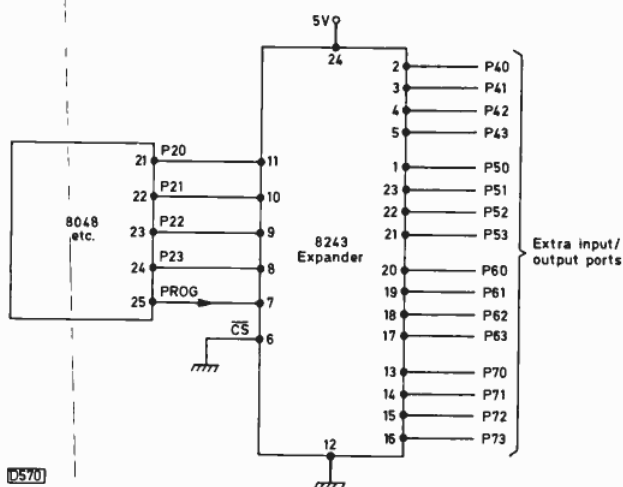 5V
24
2 P40
3 P41
4 P42
5 P43
21 P20 11
1 P50
22 P21 10
23 P51
8048
etc.
23 P22 9
22 P52
8243
Expander
21 P53
Extra input/
output ports
24 P23 8
20 P60
25 PROG 7
19 P61
18 P62
CS 6
17 P63
13 P70
14 P71
12
15 P72
16 P73
D570